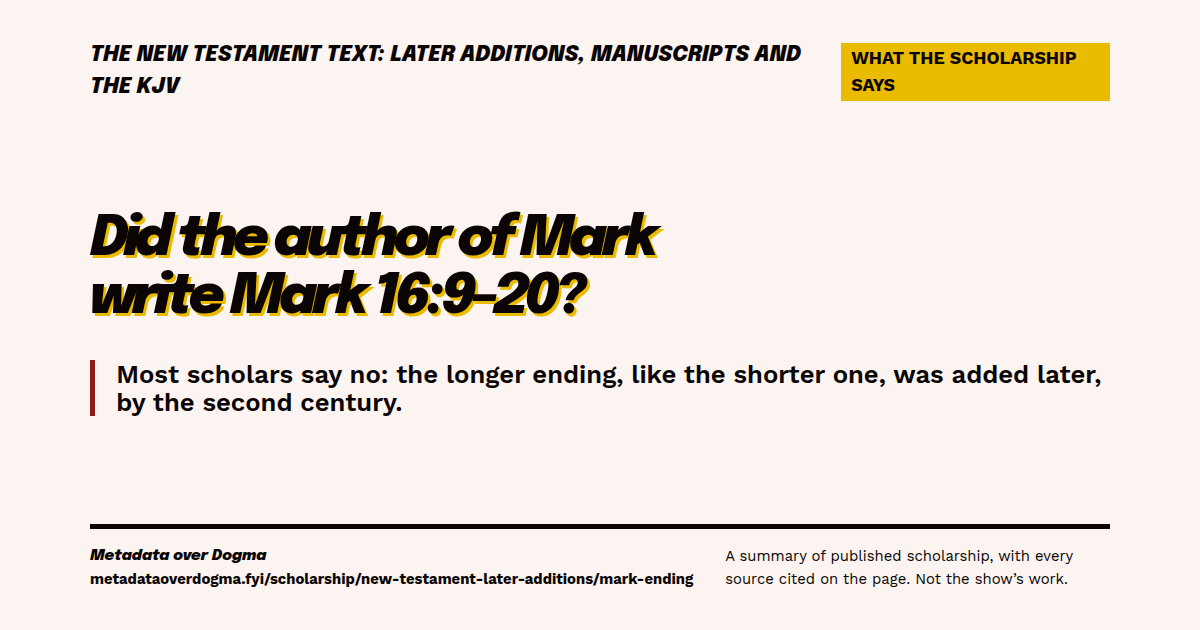 THE NEW TESTAMENT TEXT: LATER ADDITIONS, MANUSCRIPTS AND
THE KJV
WHAT THE SCHOLARSHIP
SAYS
Did the author of Mark
write Mark 16:9–20?
Most scholars say no: the longer ending, like the shorter one, was added later,
by the second century.
Metadata over Dogma
metadataoverdogma.fyi/scholarship/new-testament-later-additions/mark-ending
A summary of published scholarship, with every
source cited on the page. Not the show’s work.